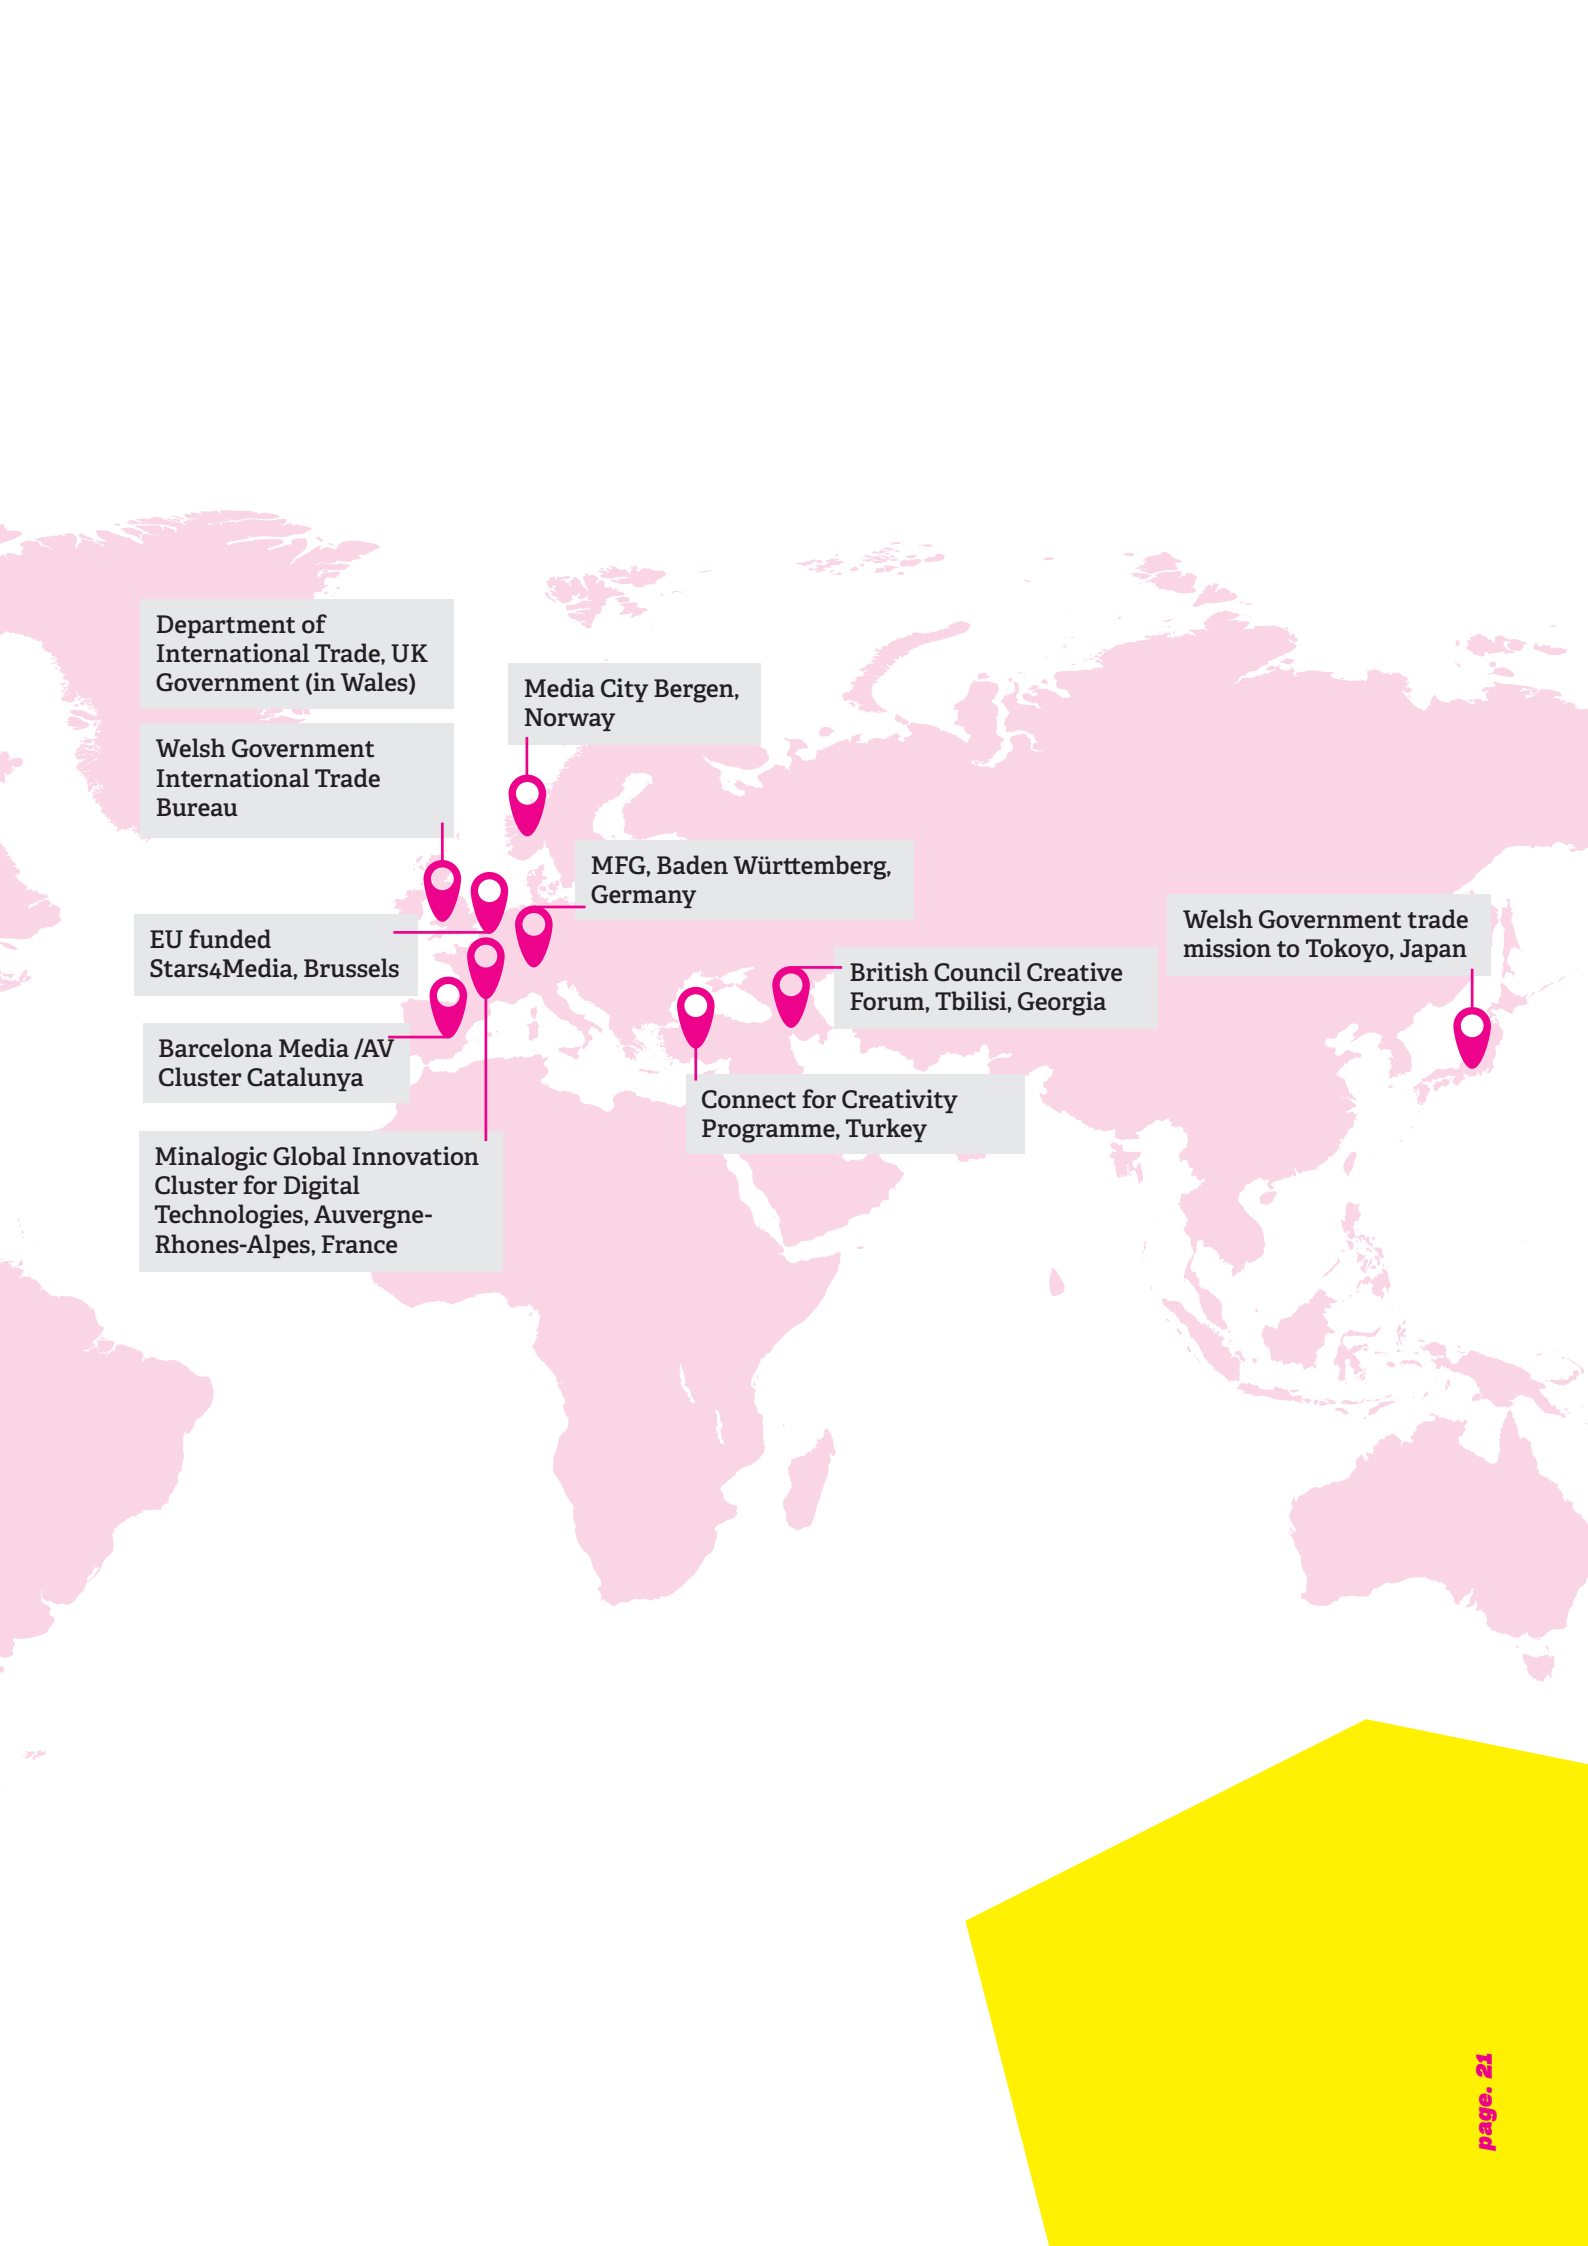 Department of
International Trade, UK
Government (in Wales)
Welsh Government
International Trade
Bureau
Media City Bergen,
Norway
MFG, Baden Württemberg,
Germany
EU funded
Stars4Media, Brussels
Welsh Government trade
mission to Tokoyo, Japan
British Council Creative
Forum, Tbilisi, Georgia
Barcelona Media /AV
Cluster Catalunya
Connect for Creativity
Programme, Turkey
Minalogic Global Innovation
Cluster for Digital
Technologies, Auvergne-
Rhones-Alpes, France
page. 21